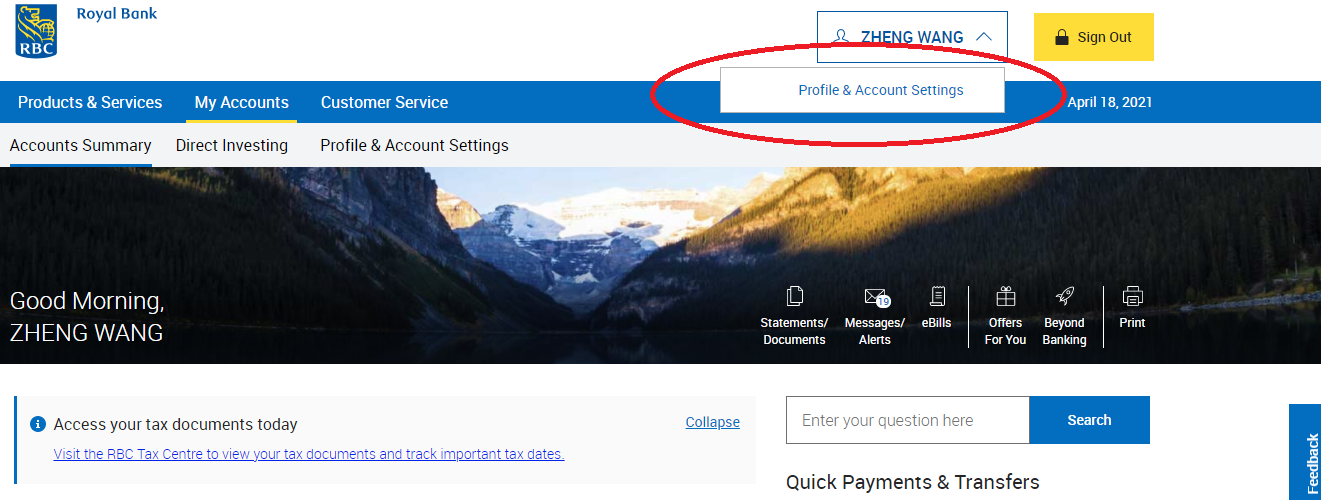 Royal Bank
RBC
ZHENG WANG
Sign Out
Profile & Account Settings
Products & Services My Accounts Customer Service April 18, 2021
Accounts Summary Direct Investing Profile & Account Settings
Good Morning,
ZHENG WANG
19
Statements/
Documents
Messages/
Alerts
eBills
Offers
For You
Beyond
Banking
Print
Access your tax documents today
Collapse
Visit the RBC Tax Centre to view your tax documents and track important tax dates.
Enter your question here
Search
Quick Payments & Transfers
Feedback